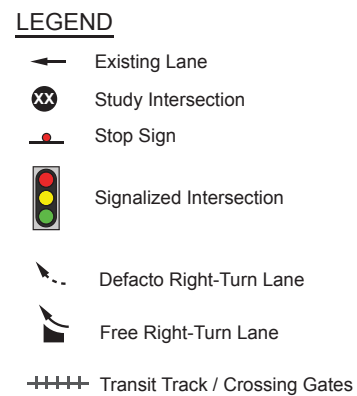 LEGEND
Existing Lane
XX Study Intersection
Stop Sign
Signalized Intersection
Defacto Right-Turn Lane
Free Right-Turn Lane
Transit Track / Crossing Gates